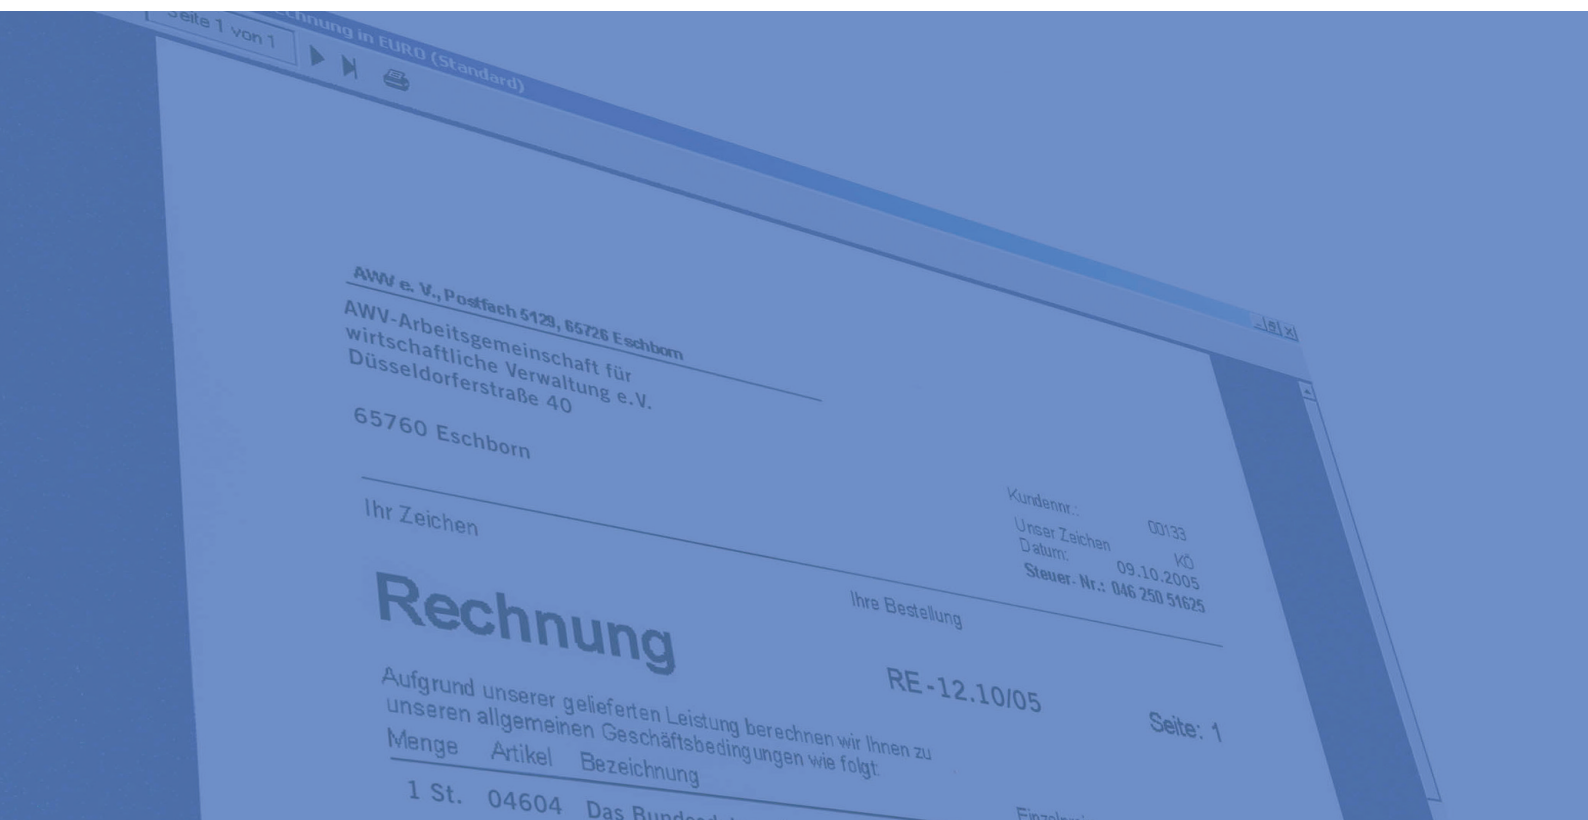 Seite 1 von 1
chnung in EURO (Standard)
AWV e. V., Postfach 5129, 65726 Eschborn
AWV-Arbeitsgemeinschaft für
wirtschaftliche Verwaltung e.V.
Düsseldorferstraße 40
65760 Eschborn
Kundennr.: 00133
Unser Zeichen KÖ
Datum: 09.10.2005
Steuer- Nr.: 046 250 51625
Ihr Zeichen
Ihre Bestellung
Rechnung
RE-12.10/05
Seite: 1
Aufgrund unserer gelieferten Leistung berechnen wir Ihnen zu
unseren allgemeinen Geschäftsbedingungen wie folgt:
Menge Artikel Bezeichnung
1 St. 04604 Das